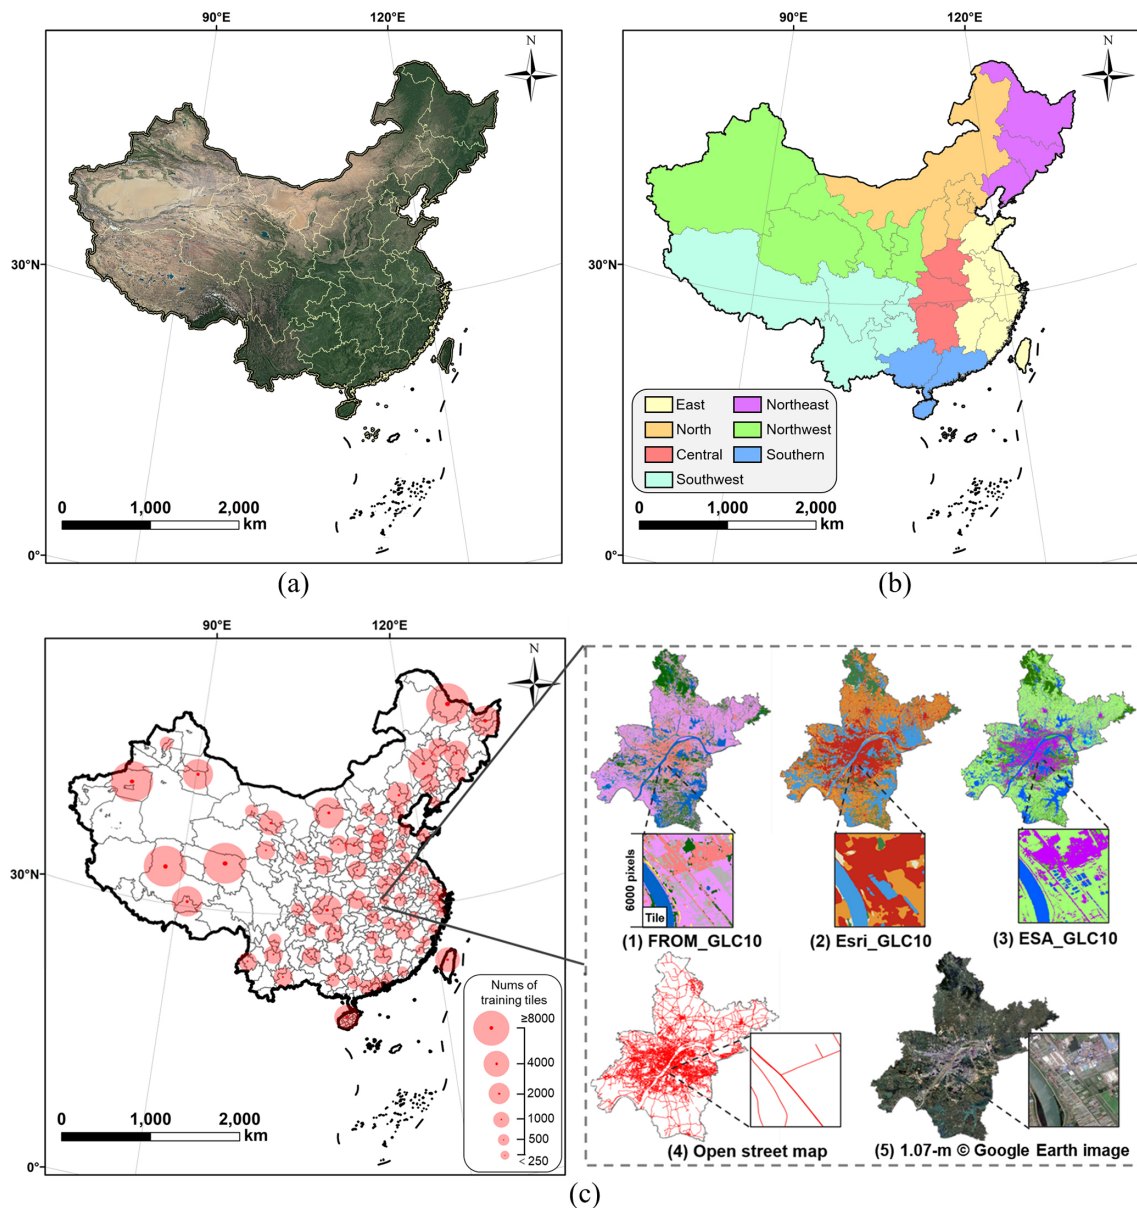 90°E
120°E
N
30°N
0°
0
1,000
2,000
km
(a)
90°E
120°E
N
30°N
0°
East
Northeast
North
Northwest
Central
Southern
Southwest
0
1,000
2,000
km
(b)
90°E
120°E
N
30°N
0°
0
1,000
2,000
km
Nums of
training tiles
≥8000
4000
2000
1000
500
< 250
6000 pixels
Tile
(1) FROM_GLC10
(2) Esri_GLC10
(3) ESA_GLC10
(4) Open street map
(5) 1.07-m © Google Earth image
(c)